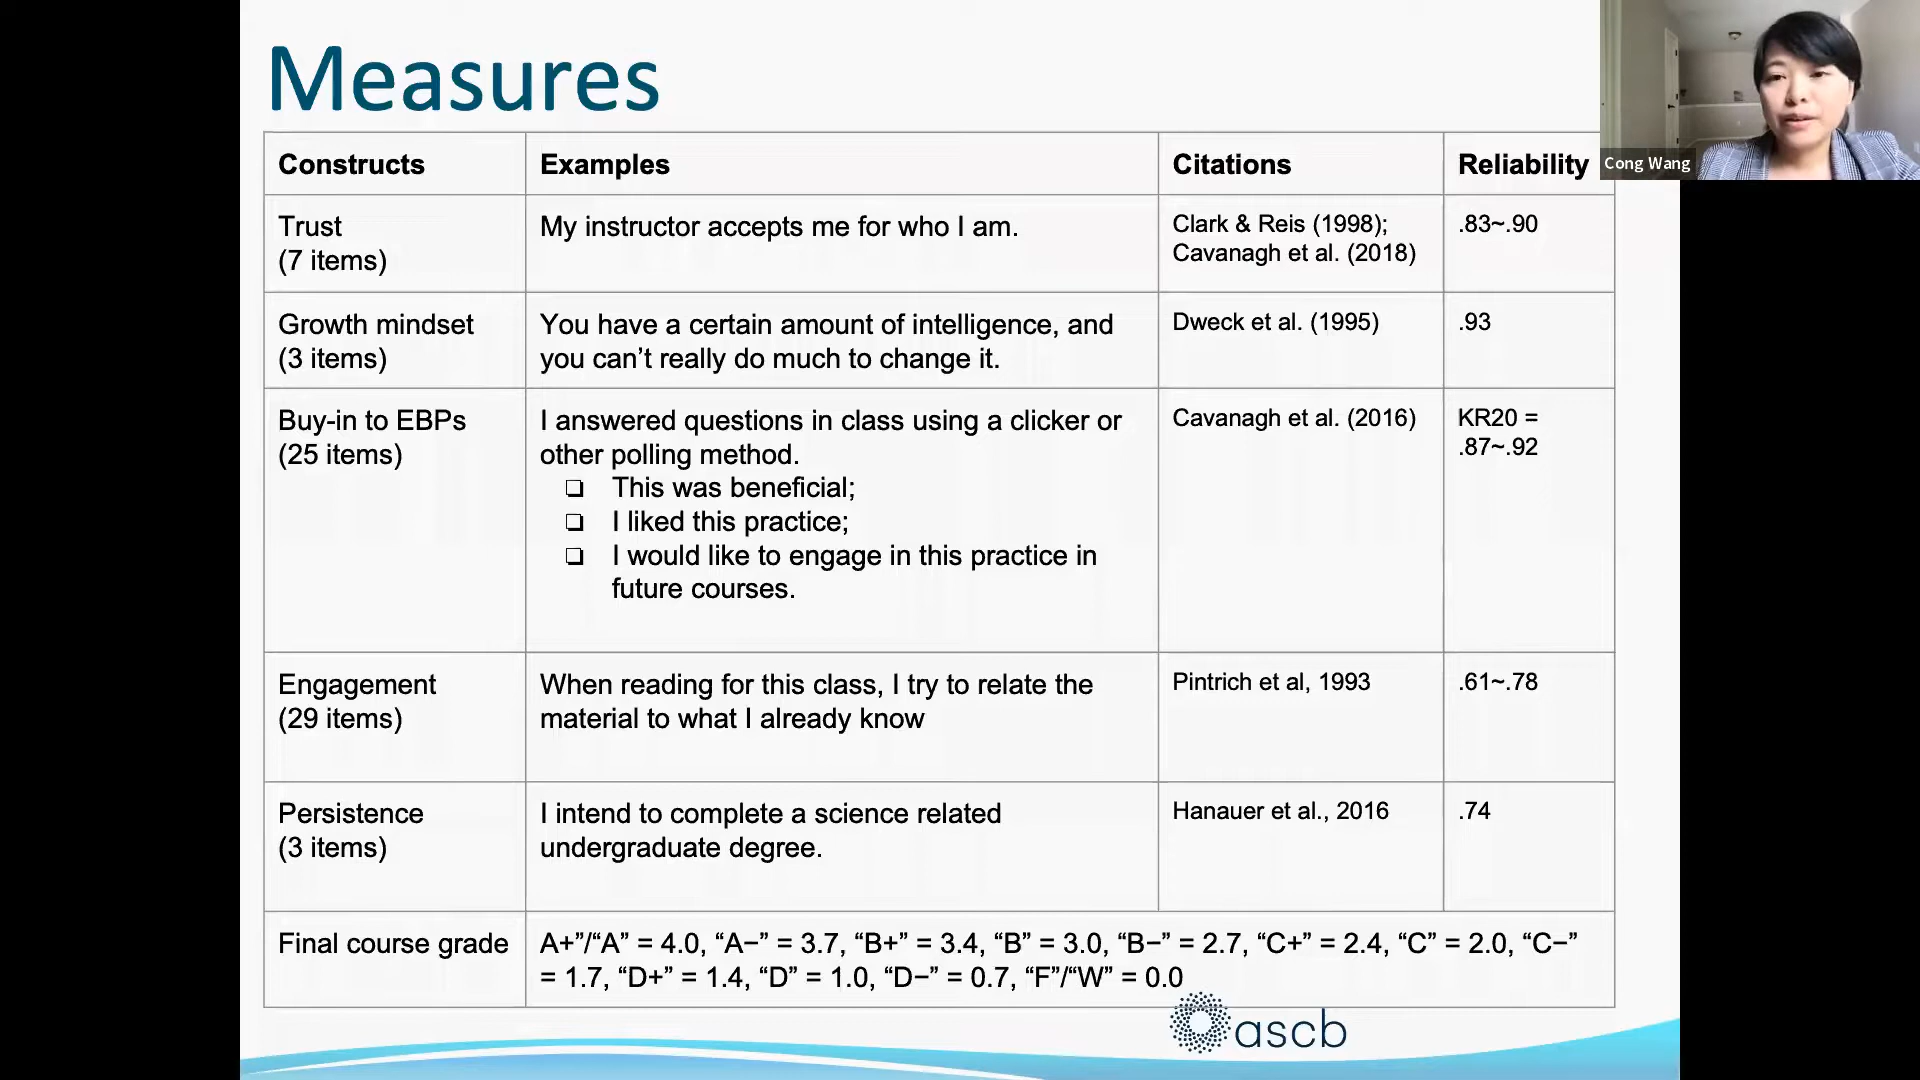 Measures
Constructs
Examples
Citations
Reliability
Cong Wang
Trust
(7 items)
My instructor accepts me for who I am.
Clark & Reis (1998);
Cavanagh et al. (2018)
.83~.90
Growth mindset
(3 items)
You have a certain amount of intelligence, and
you can’t really do much to change it.
Dweck et al. (1995)
.93
Buy-in to EBPs
(25 items)
I answered questions in class using a clicker or
other polling method.
❏ This was beneficial;
❏ I liked this practice;
❏ I would like to engage in this practice in
future courses.
Cavanagh et al. (2016)
KR20 =
.87~.92
Engagement
(29 items)
When reading for this class, I try to relate the
material to what I already know
Pintrich et al, 1993
.61~.78
Persistence
(3 items)
I intend to complete a science related
undergraduate degree.
Hanauer et al., 2016
.74
Final course grade
A+”/“A” = 4.0, “A−” = 3.7, “B+” = 3.4, “B” = 3.0, “B−” = 2.7, “C+” = 2.4, “C” = 2.0, “C−”
= 1.7, “D+” = 1.4, “D” = 1.0, “D−” = 0.7, “F”/“W” = 0.0
ascb